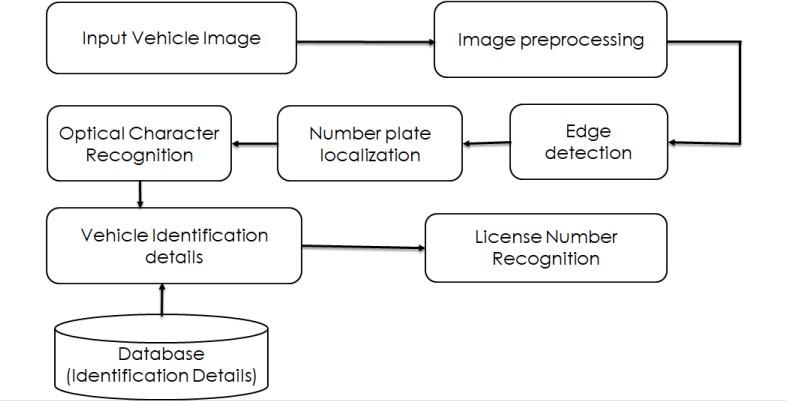 Input Vehicle Image
Image preprocessing
Optical Character
Recognition
Number plate
localization
Edge
detection
Vehicle Identification
details
License Number
Recognition
Database
(Identification Details)